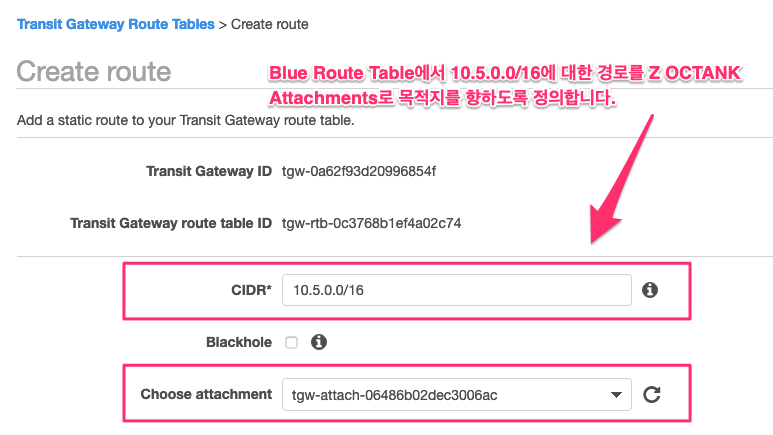 Transit Gateway Route Tables > Create route
Create route
Blue Route Table에서 10.5.0.0/16에 대한 경로를 Z OCTANK
Attachments로 목적지를 향하도록 정의합니다.
Add a static route to your Transit Gateway route table.
Transit Gateway ID tgw-0a62f93d20996854f
Transit Gateway route table ID tgw-rtb-0c3768b1ef4a02c74
CIDR* 10.5.0.0/16
Blackhole
Choose attachment tgw-attach-06486b02dec3006ac